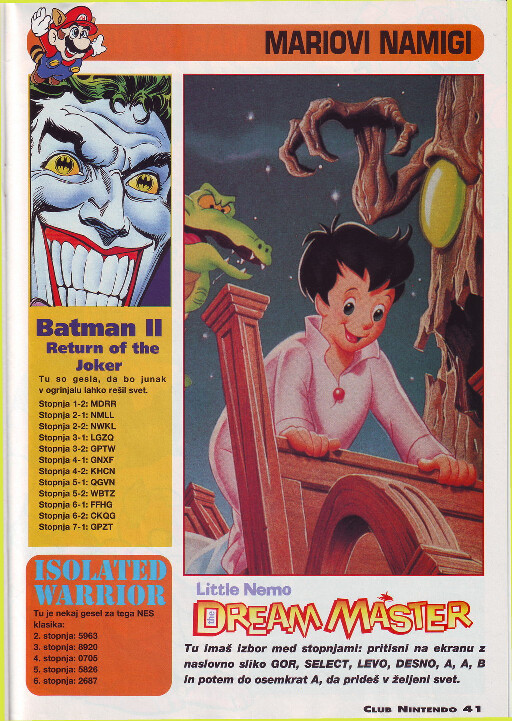 MARIOVI NAMIGI
Batman II
Return of the
Joker
Tu so gesla, da bo junak
v ogrinjalu lahko rešil svet.
Stopnja 1-2: MDRR
Stopnja 2-1: NMLL
Stopnja 2-2: NWKL
Stopnja 3-1: LGZQ
Stopnja 3-2: GPTW
Stopnja 4-1: GNXF
Stopnja 4-2: KHCN
Stopnja 5-1: QGVN
Stopnja 5-2: WBTZ
Stopnja 6-1: FFHG
Stopnja 6-2: CKQG
Stopnja 7-1: GPZT
ISOLATED
WARRIOR
Tu je nekaj gesel za tega NES
klasika:
2. stopnja: 5963
3. stopnja: 8920
4. stopnja: 0705
5. stopnja: 5826
6. stopnja: 2687
Little Nemo
the DREAM MASTER
Tu imaš izbor med stopnjami: pritisni na ekranu z
naslovno sliko GOR, SELECT, LEVO, DESNO, A, A, B
in potem do osemkrat A, da prideš v željeni svet.
CLUB NINTENDO 41